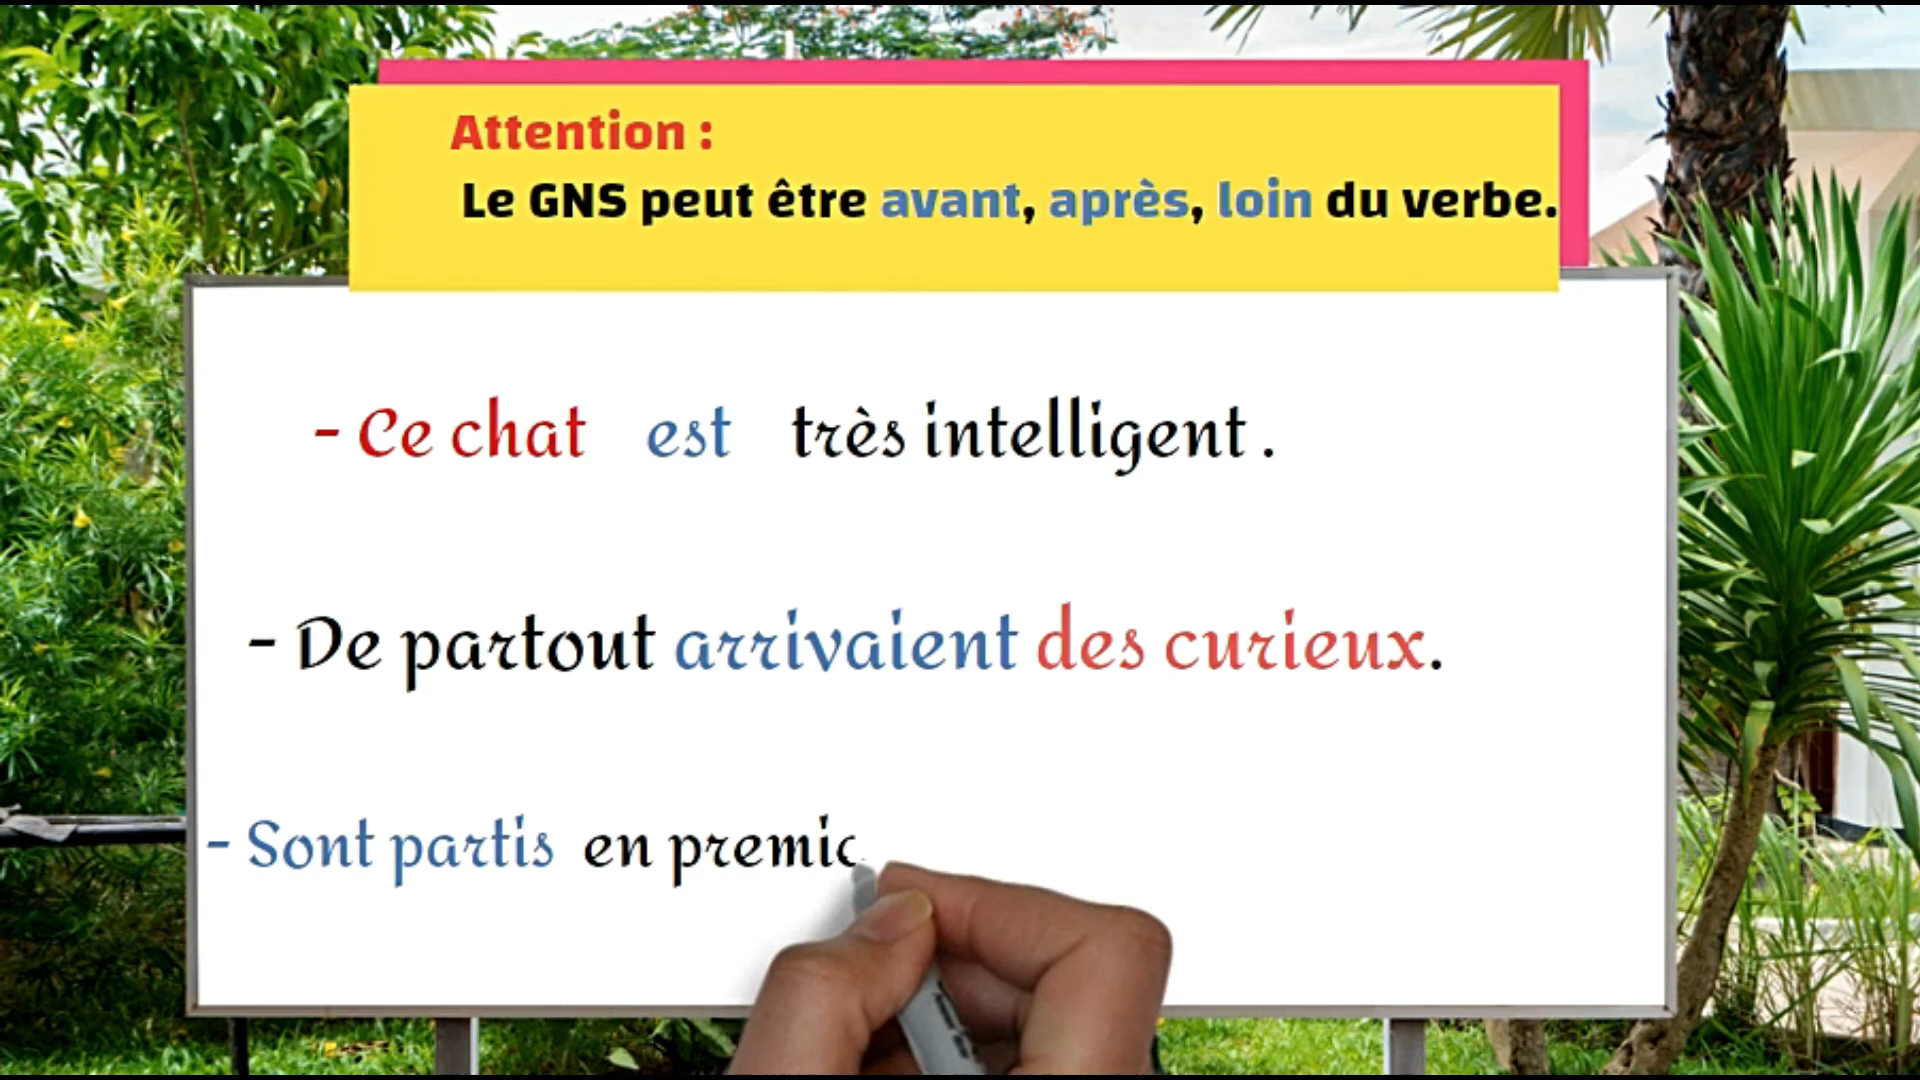 Attention :
Le GNS peut être avant, après, loin du verbe.
- Ce chat est très intelligent .
- De partout arrivaient des curieux.
- Sont partis en premi